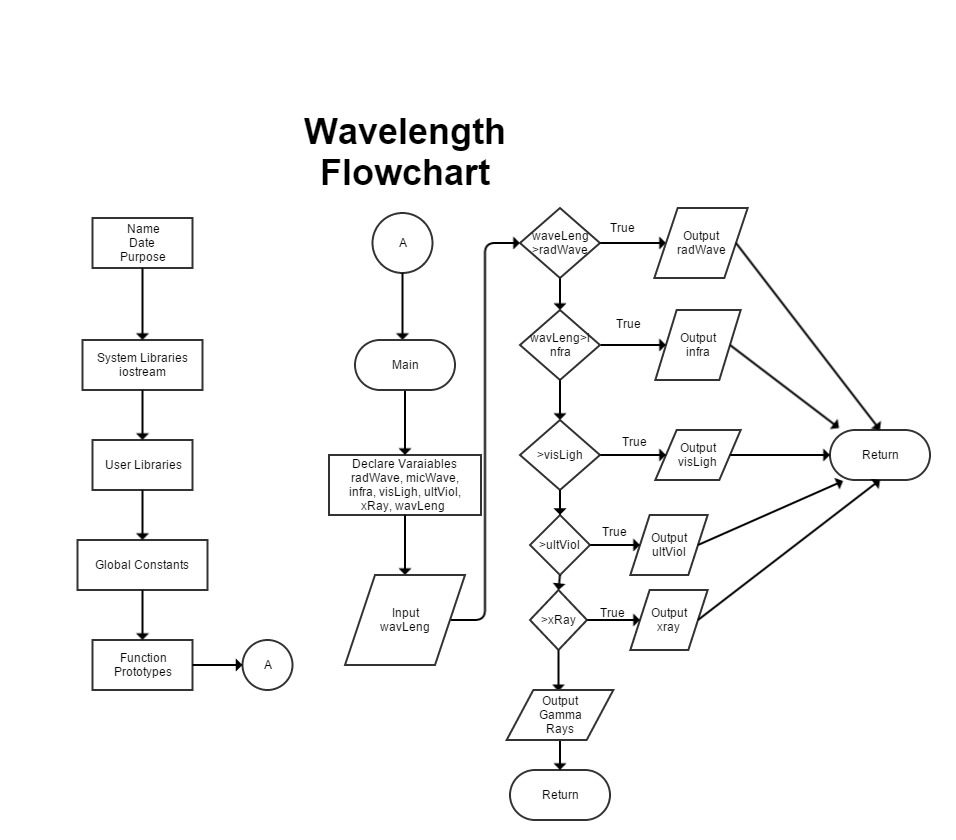 Wavelength
Flowchart
Name
Date
Purpose
System Libraries
iostream
User Libraries
Global Constants
Function
Prototypes
A
A
Main
Declare Varaiables
radWave, micWave,
infra, visLigh, ultViol,
xRay, wavLeng
Input
wavLeng
waveLeng
>radWave
True
Output
radWave
wavLeng>i
nfra
True
Output
infra
>visLigh
True
Output
visLigh
Return
>ultViol
True
Output
ultViol
>xRay
True
Output
xray
Output
Gamma
Rays
Return